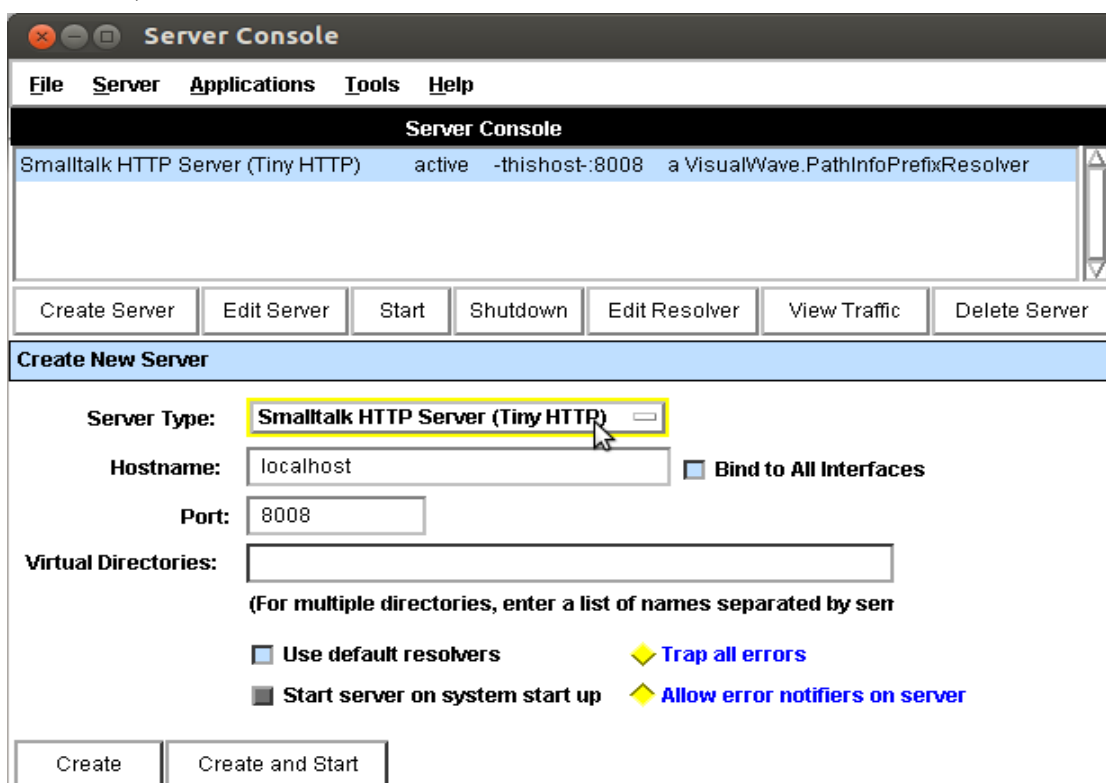 Server Console
File Server Applications Tools Help
Server Console
Smalltalk HTTP Server (Tiny HTTP) active -thishost-:8008 a VisualWave.PathInfoPrefixResolver
Create Server Edit Server Start Shutdown Edit Resolver View Traffic Delete Server
Create New Server
Server Type: Smalltalk HTTP Server (Tiny HTTP)
Hostname: localhost Bind to All Interfaces
Port: 8008
Virtual Directories:
(For multiple directories, enter a list of names separated by sem
Use default resolvers Trap all errors
Start server on system start up Allow error notifiers on server
Create Create and Start